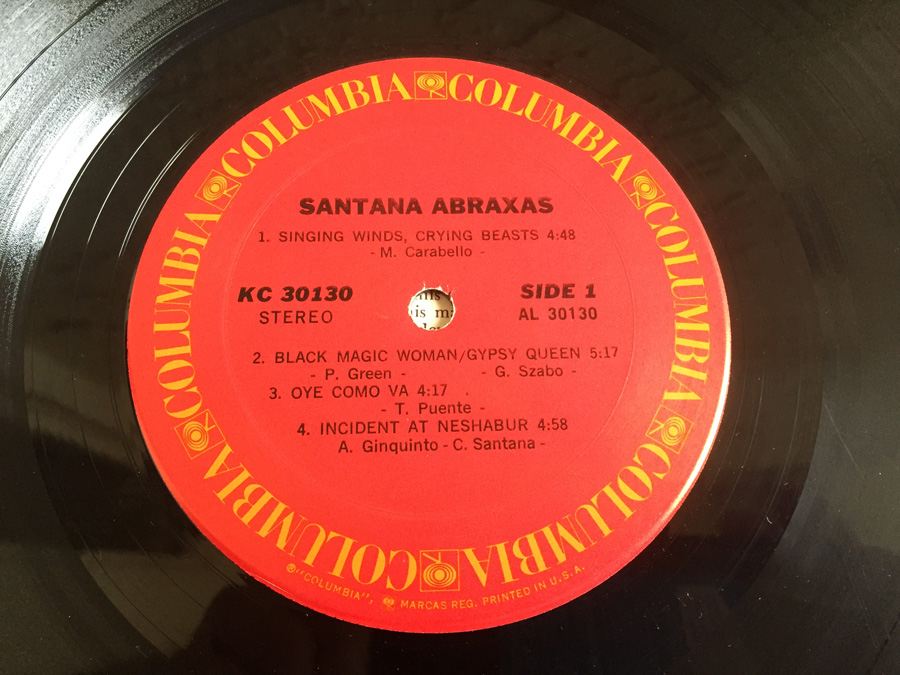 COLUMBIA COLUMBIA COLUMBIA COLUMBIA COLUMBIA COLUMBIA
SANTANA ABRAXAS
1. SINGING WINDS, CRYING BEASTS 4:48
- M. Carabello -
KC 30130 SIDE 1
STEREO AL 30130
2. BLACK MAGIC WOMAN/GYPSY QUEEN 5:17
- P. Green - - G. Szabo -
3. OYE COMO VA 4:17
- T. Puente -
4. INCIDENT AT NESHABUR 4:58
A. Ginquinto - C. Santana -
Ⓡ"COLUMBIA", MARCAS REG. PRINTED IN U.S.A.